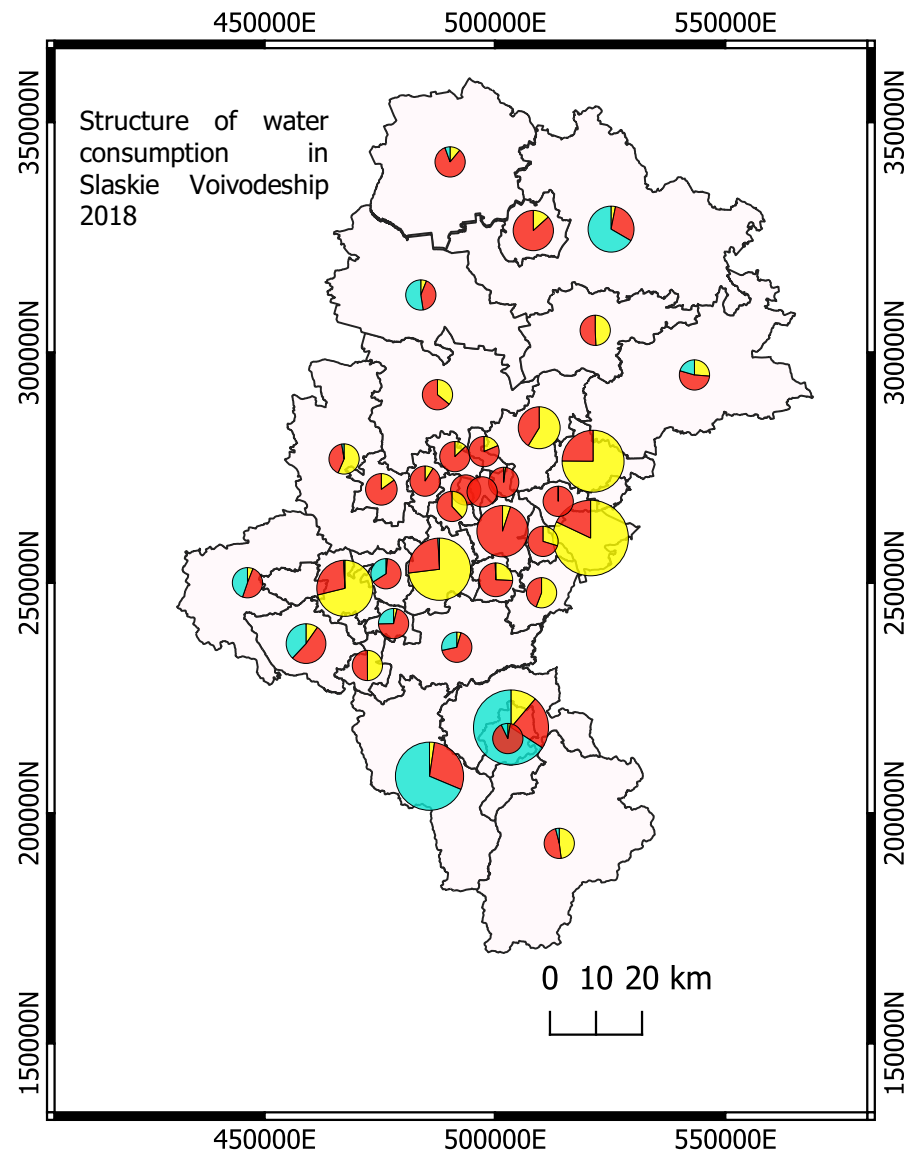 450000E 500000E 550000E
Structure of water
consumption in
Slaskie Voivodeship
2018
350000N 350000N
300000N 300000N
250000N 250000N
200000N 200000N
0 10 20 km
150000N 150000N
450000E 500000E 550000E